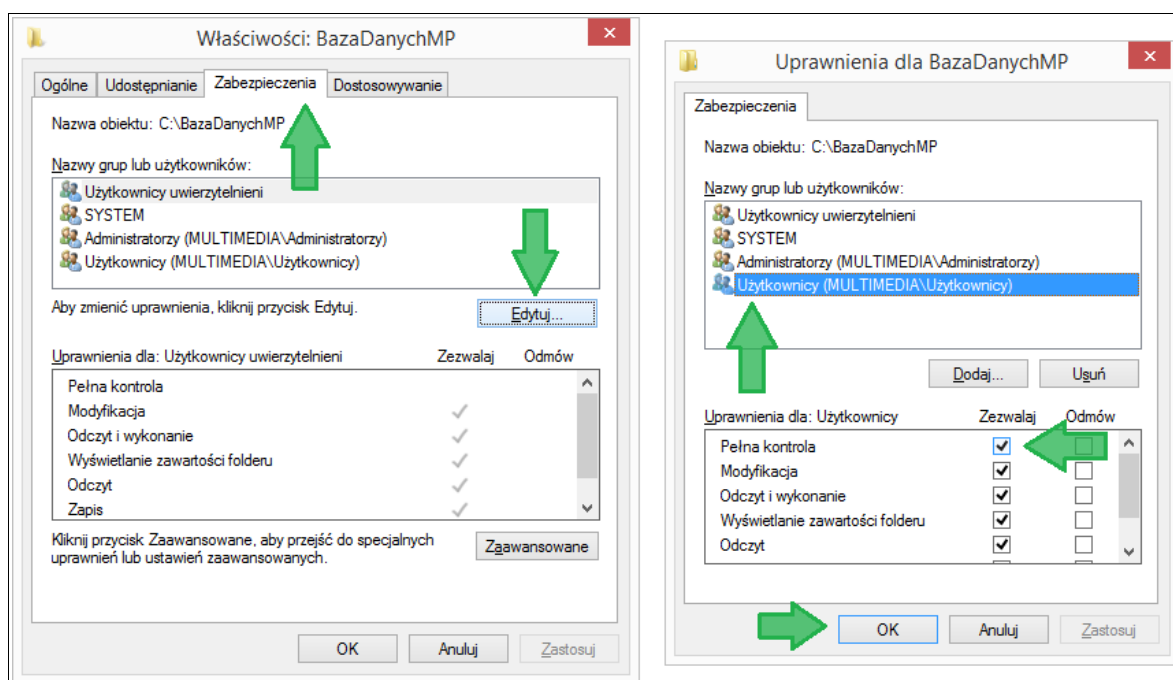 Właściwości: BazaDanychMP
Ogólne Udostępnianie Zabezpieczenia Dostosowywanie
Nazwa obiektu: C:\BazaDanychMP
Nazwy grup lub użytkowników:
Użytkownicy uwierzytelnieni
SYSTEM
Administratorzy (MULTIMEDIA\Administratorzy)
Użytkownicy (MULTIMEDIA\Użytkownicy)
Aby zmienić uprawnienia, kliknij przycisk Edytuj.
Edytuj...
Uprawnienia dla: Użytkownicy uwierzytelnieni Zezwalaj Odmów
Pełna kontrola
Modyfikacja
Odczyt i wykonanie
Wyświetlanie zawartości folderu
Odczyt
Zapis
Kliknij przycisk Zaawansowane, aby przejść do specjalnych
uprawnień lub ustawień zaawansowanych.
Zaawansowane
OK Anuluj Zastosuj
Uprawnienia dla BazaDanychMP
Zabezpieczenia
Nazwa obiektu: C:\BazaDanychMP
Nazwy grup lub użytkowników:
Użytkownicy uwierzytelnieni
SYSTEM
Administratorzy (MULTIMEDIA\Administratorzy)
Użytkownicy (MULTIMEDIA\Użytkownicy)
Dodaj... Usuń
Uprawnienia dla: Użytkownicy Zezwalaj Odmów
Pełna kontrola
Modyfikacja
Odczyt i wykonanie
Wyświetlanie zawartości folderu
Odczyt
OK Anuluj Zastosuj